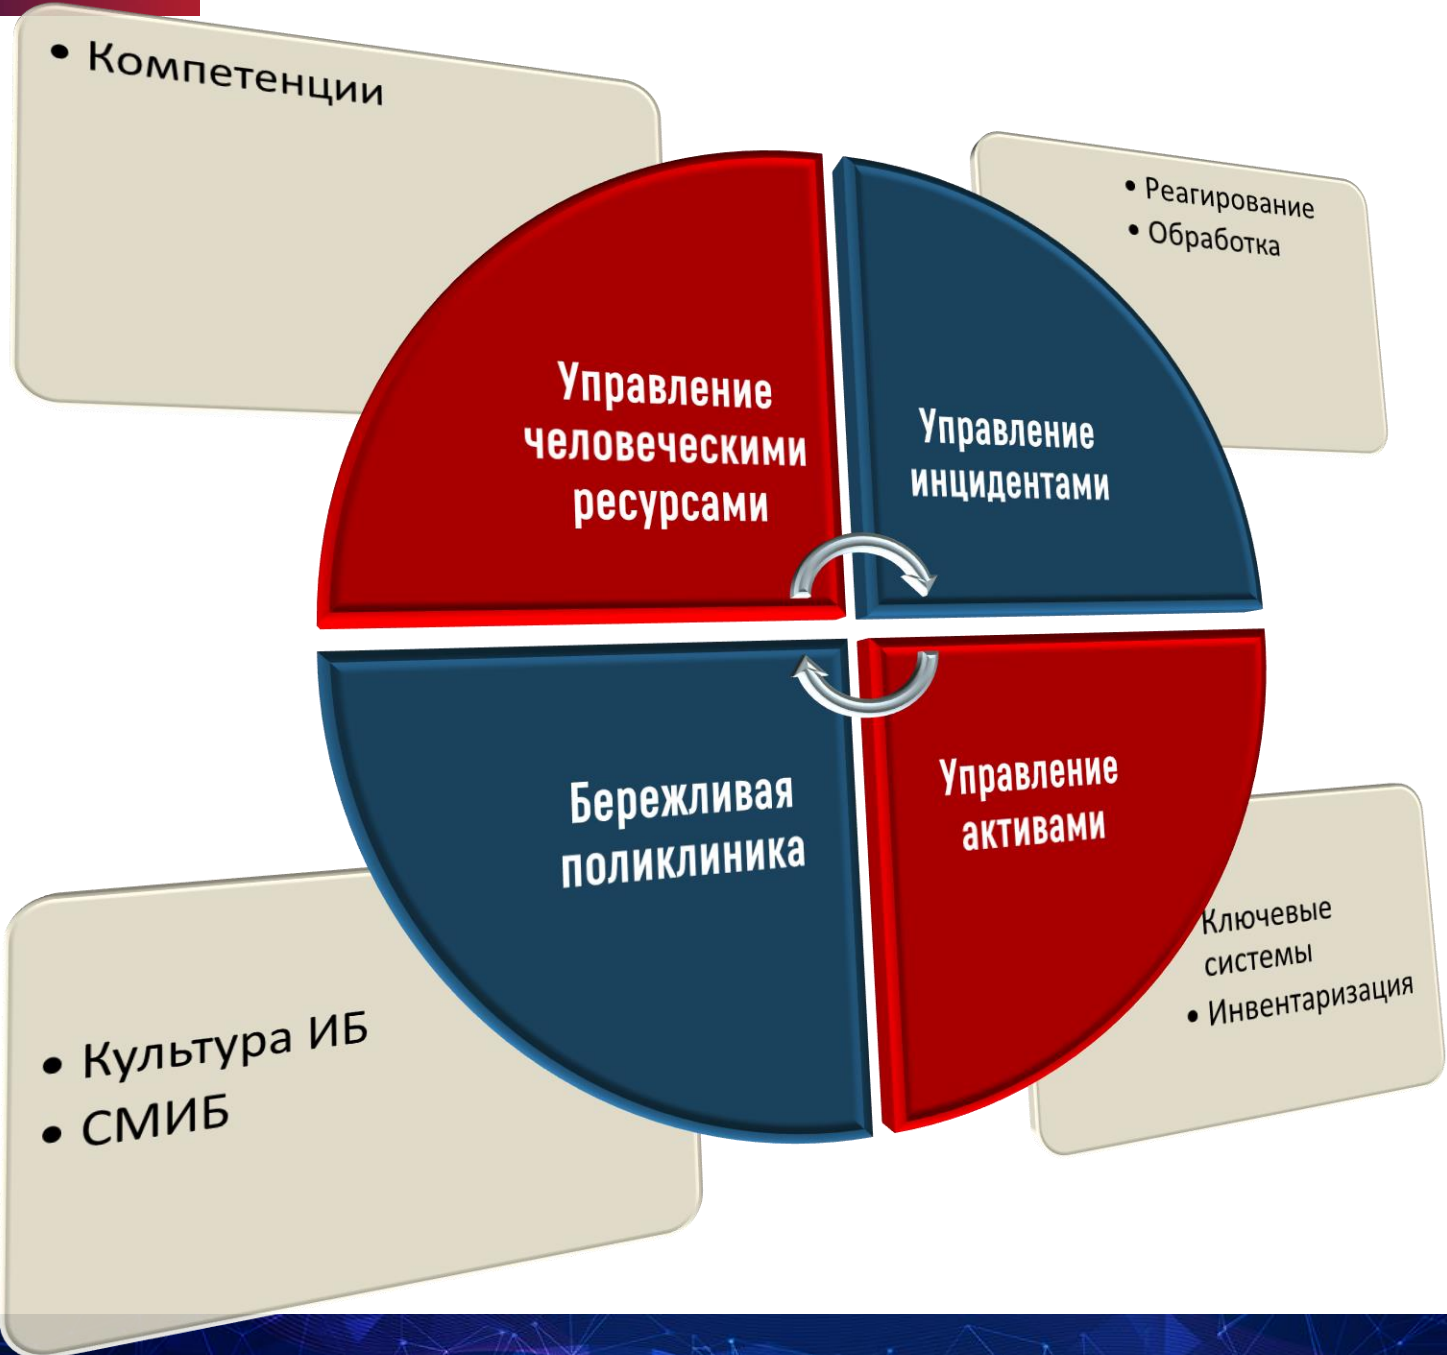 • Компетенции
• Реагирование
• Обработка
Управление
человеческими
ресурсами
Управление
инцидентами
Бережливая
поликлиника
Управление
активами
Ключевые
системы
• Инвентаризация
• Культура ИБ
• СМИБ